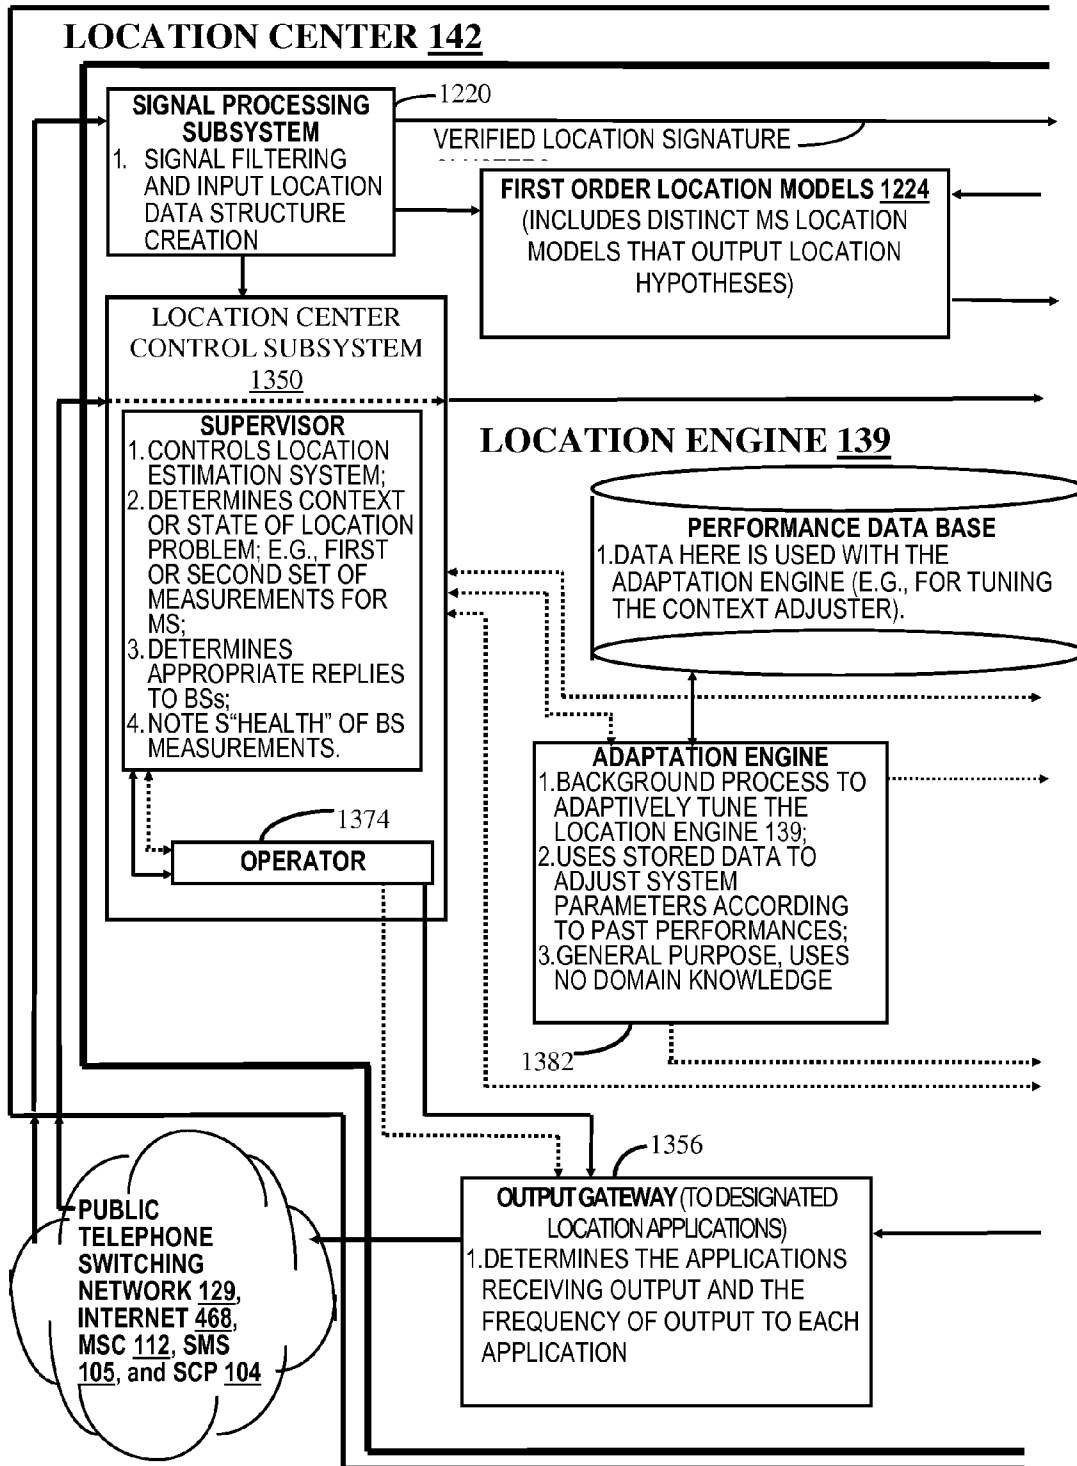 LOCATION CENTER 142
SIGNAL PROCESSING
SUBSYSTEM
1. SIGNAL FILTERING
AND INPUT LOCATION
DATA STRUCTURE
CREATION
1220
VERIFIED LOCATION SIGNATURE
FIRST ORDER LOCATION MODELS 1224
(INCLUDES DISTINCT MS LOCATION
MODELS THAT OUTPUT LOCATION
HYPOTHESES)
LOCATION CENTER
CONTROL SUBSYSTEM
1350
SUPERVISOR
1. CONTROLS LOCATION
ESTIMATION SYSTEM;
2. DETERMINES CONTEXT
OR STATE OF LOCATION
PROBLEM; E.G., FIRST
OR SECOND SET OF
MEASUREMENTS FOR
MS;
3. DETERMINES
APPROPRIATE REPLIES
TO BSs;
4. NOTE S“HEALTH” OF BS
MEASUREMENTS.
1374
OPERATOR
LOCATION ENGINE 139
PERFORMANCE DATA BASE
1. DATA HERE IS USED WITH THE
ADAPTATION ENGINE (E.G., FOR TUNING
THE CONTEXT ADJUSTER).
ADAPTATION ENGINE
1. BACKGROUND PROCESS TO
ADAPTIVELY TUNE THE
LOCATION ENGINE 139;
2. USES STORED DATA TO
ADJUST SYSTEM
PARAMETERS ACCORDING
TO PAST PERFORMANCES;
3. GENERAL PURPOSE, USES
NO DOMAIN KNOWLEDGE
1382
1356
OUTPUT GATEWAY (TO DESIGNATED
LOCATION APPLICATIONS)
1. DETERMINES THE APPLICATIONS
RECEIVING OUTPUT AND THE
FREQUENCY OF OUTPUT TO EACH
APPLICATION
PUBLIC
TELEPHONE
SWITCHING
NETWORK 129,
INTERNET 468,
MSC 112, SMS
105, and SCP 104